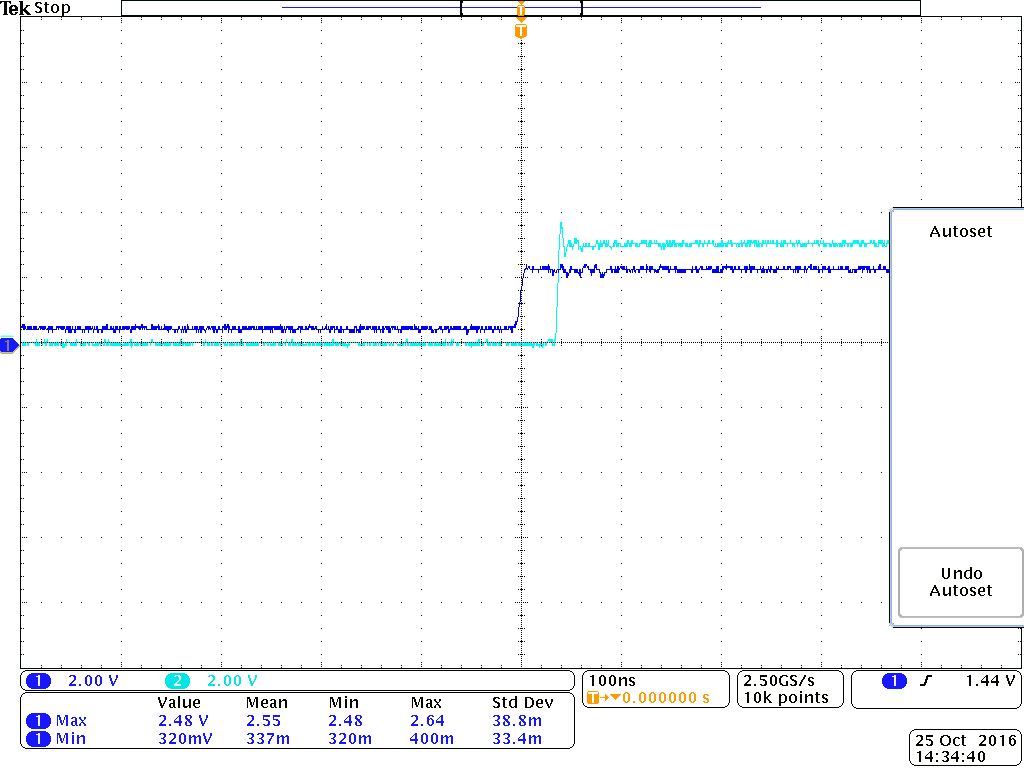 Tek Stop
T
T
Autoset
1
Undo
Autoset
1 2.00 V 2 2.00 V
100ns
T→▼0.000000 s
2.50GS/s
10k points
1 1.44 V
Value Mean Min Max Std Dev
1 Max 2.48 V 2.55 2.48 2.64 38.8m
1 Min 320mV 337m 320m 400m 33.4m
25 Oct 2016
14:34:40